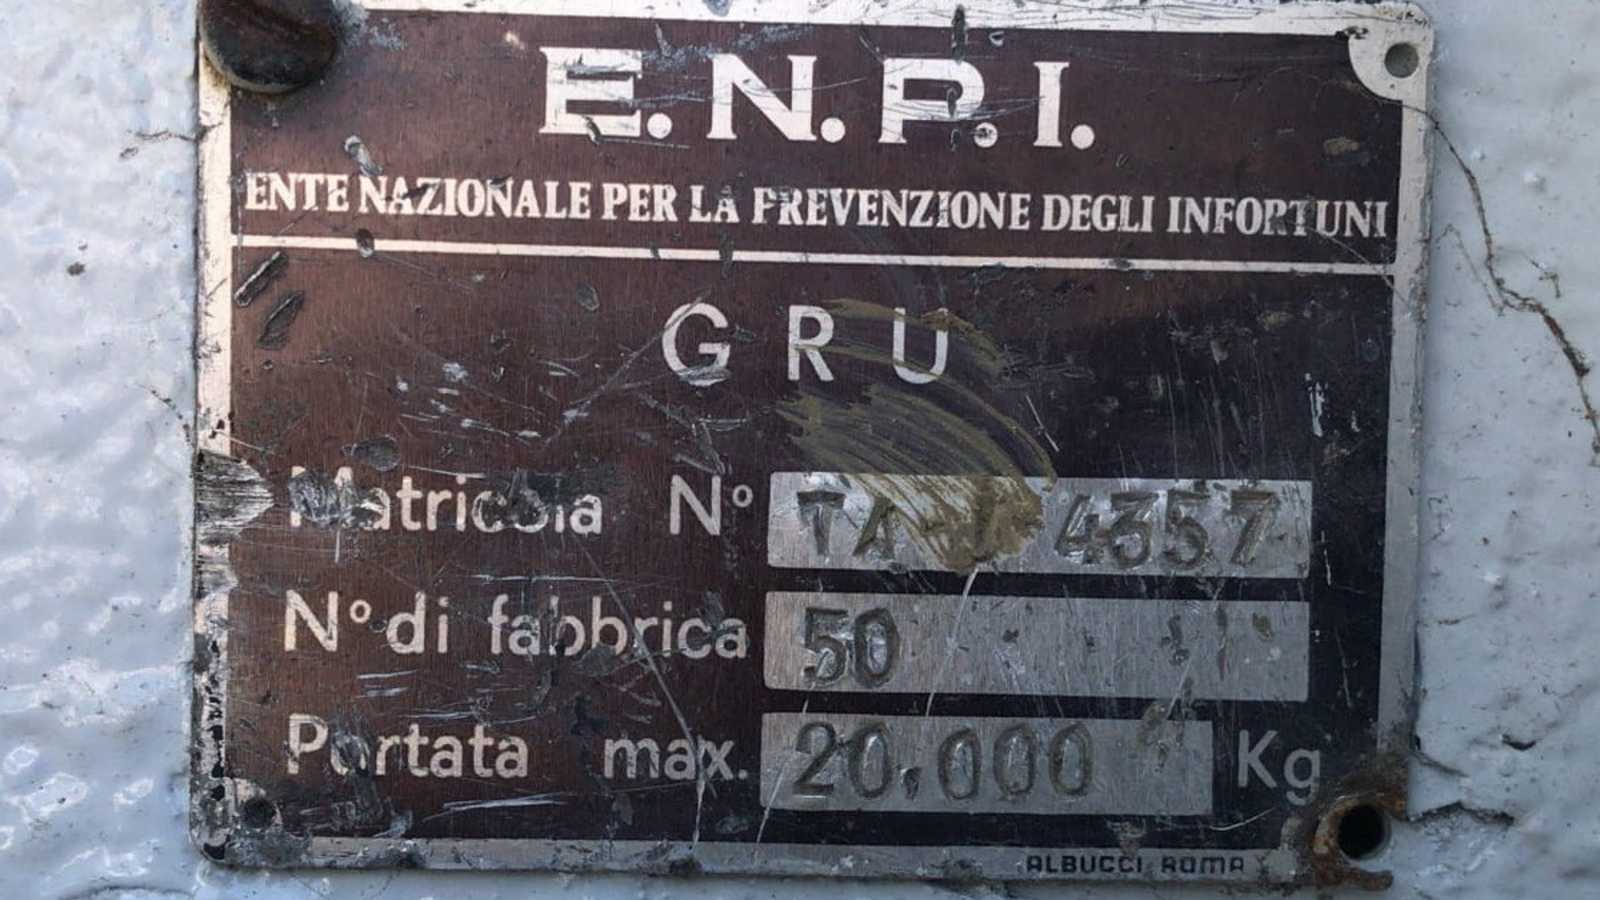 E.N.P.I.
ENTE NAZIONALE PER LA PREVENZIONE DEGLI INFORTUNI
GRU
Matricola N° 4357
N° di fabbrica 50
Portata max. 20.000 Kg
ALBUCCI ROMA